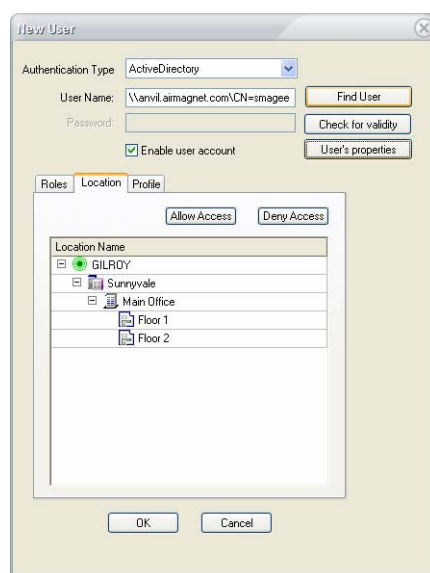 New User
Authentication Type ActiveDirectory
User Name: \\anvil.airmagnet.com\CN=smagee Find User
Password: Check for validity
Enable user account User's properties
Roles Location Profile
Allow Access Deny Access
Location Name
GILROY
Sunnyvale
Main Office
Floor 1
Floor 2
OK Cancel